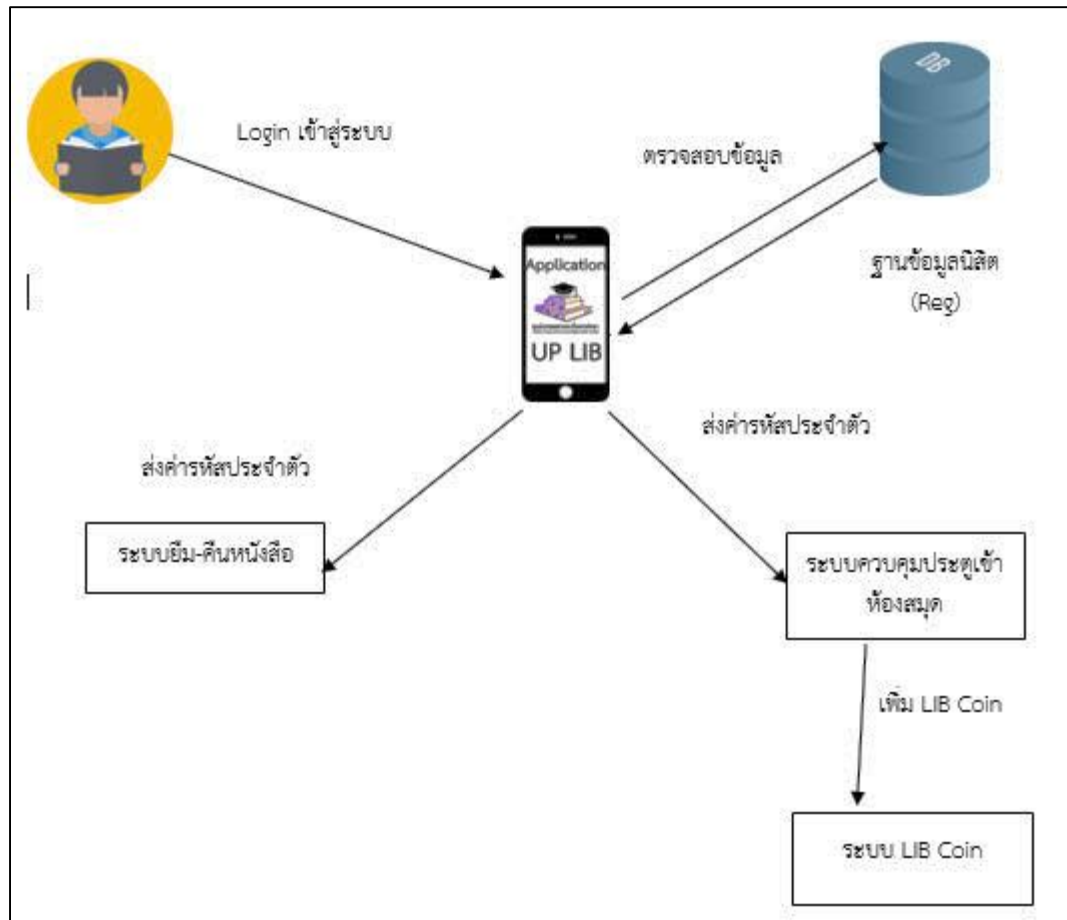 DB
Login เข้าสู่ระบบ
ตรวจสอบข้อมูล
ฐานข้อมูลนิสิต
(Reg)
Application
UP LIB
ส่งค่ารหัสประจำตัว
ส่งค่ารหัสประจำตัว
ระบบยืม-คืนหนังสือ
ระบบควบคุมประตูเข้า
ห้องสมุด
เพิ่ม LIB Coin
ระบบ LIB Coin